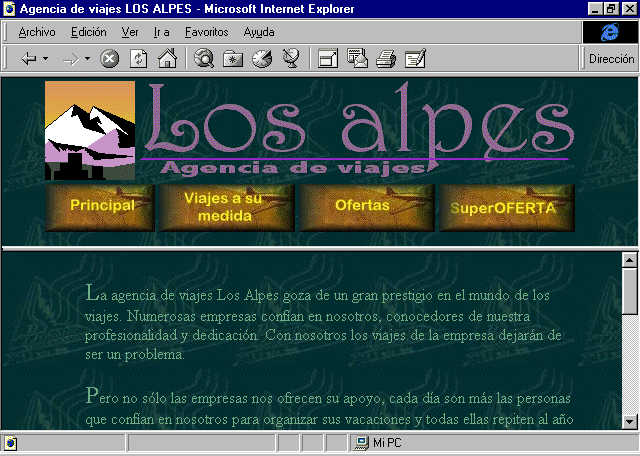 Agencia de viajes LOS ALPES - Microsoft Internet Explorer
Archivo Edición Ver Ir a Favoritos Ayuda
Dirección
Los alpes
Agencia de viajes
Principal
Viajes a su
medida
Ofertas
SuperOFERTA
La agencia de viajes Los Alpes goza de un gran prestigio en el mundo de los
viajes. Numerosas empresas confían en nosotros, conocedores de nuestra
profesionalidad y dedicación. Con nosotros los viajes de la empresa dejarán de
ser un problema.
Pero no sólo las empresas nos ofrecen su apoyo, cada día son más las personas
que confían en nosotros para organizar sus vacaciones y todas ellas repiten al año
Mi PC